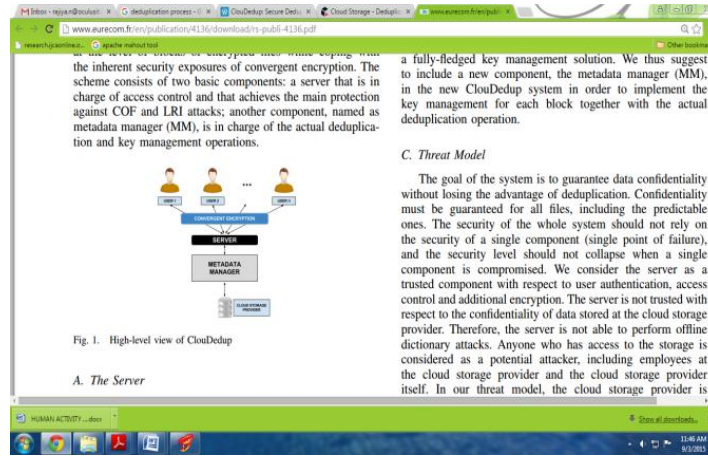 M Inbox - rajiya.n@oculusit.
G deduplication process - 
ClouDedup: Secure Dedu
Cloud Storage - Dedupli
www.eurecom.fr/en/publi
www.eurecom.fr/en/publication/4136/download/rs-publi-4136.pdf
research.ijcaonline.o...
apache mahout tool
Other bookma
at the level of blocks of encrypted files while coping with
the inherent security exposures of convergent encryption. The
scheme consists of two basic components: a server that is in
charge of access control and that achieves the main protection
against COF and LRI attacks; another component, named as
metadata manager (MM), is in charge of the actual deduplica-
tion and key management operations.
...
USER 1
USER 2
CONVERGENT ENCRYPTION
SERVER
METADATA
MANAGER
CLOUD STORAGE
PROVIDER
Fig. 1. High-level view of ClouDedup
A. The Server
a fully-fledged key management solution. We thus suggest
to include a new component, the metadata manager (MM),
in the new ClouDedup system in order to implement the
key management for each block together with the actual
deduplication operation.
C. Threat Model
The goal of the system is to guarantee data confidentiality
without losing the advantage of deduplication. Confidentiality
must be guaranteed for all files, including the predictable
ones. The security of the whole system should not rely on
the security of a single component (single point of failure),
and the security level should not collapse when a single
component is compromised. We consider the server as a
trusted component with respect to user authentication, access
control and additional encryption. The server is not trusted with
respect to the confidentiality of data stored at the cloud storage
provider. Therefore, the server is not able to perform offline
dictionary attacks. Anyone who has access to the storage is
considered as a potential attacker, including employees at
the cloud storage provider and the cloud storage provider
itself. In our threat model, the cloud storage provider is
HUMAN ACTIVITY ....docx
Show all downloads...
11:46 AM
9/3/2015